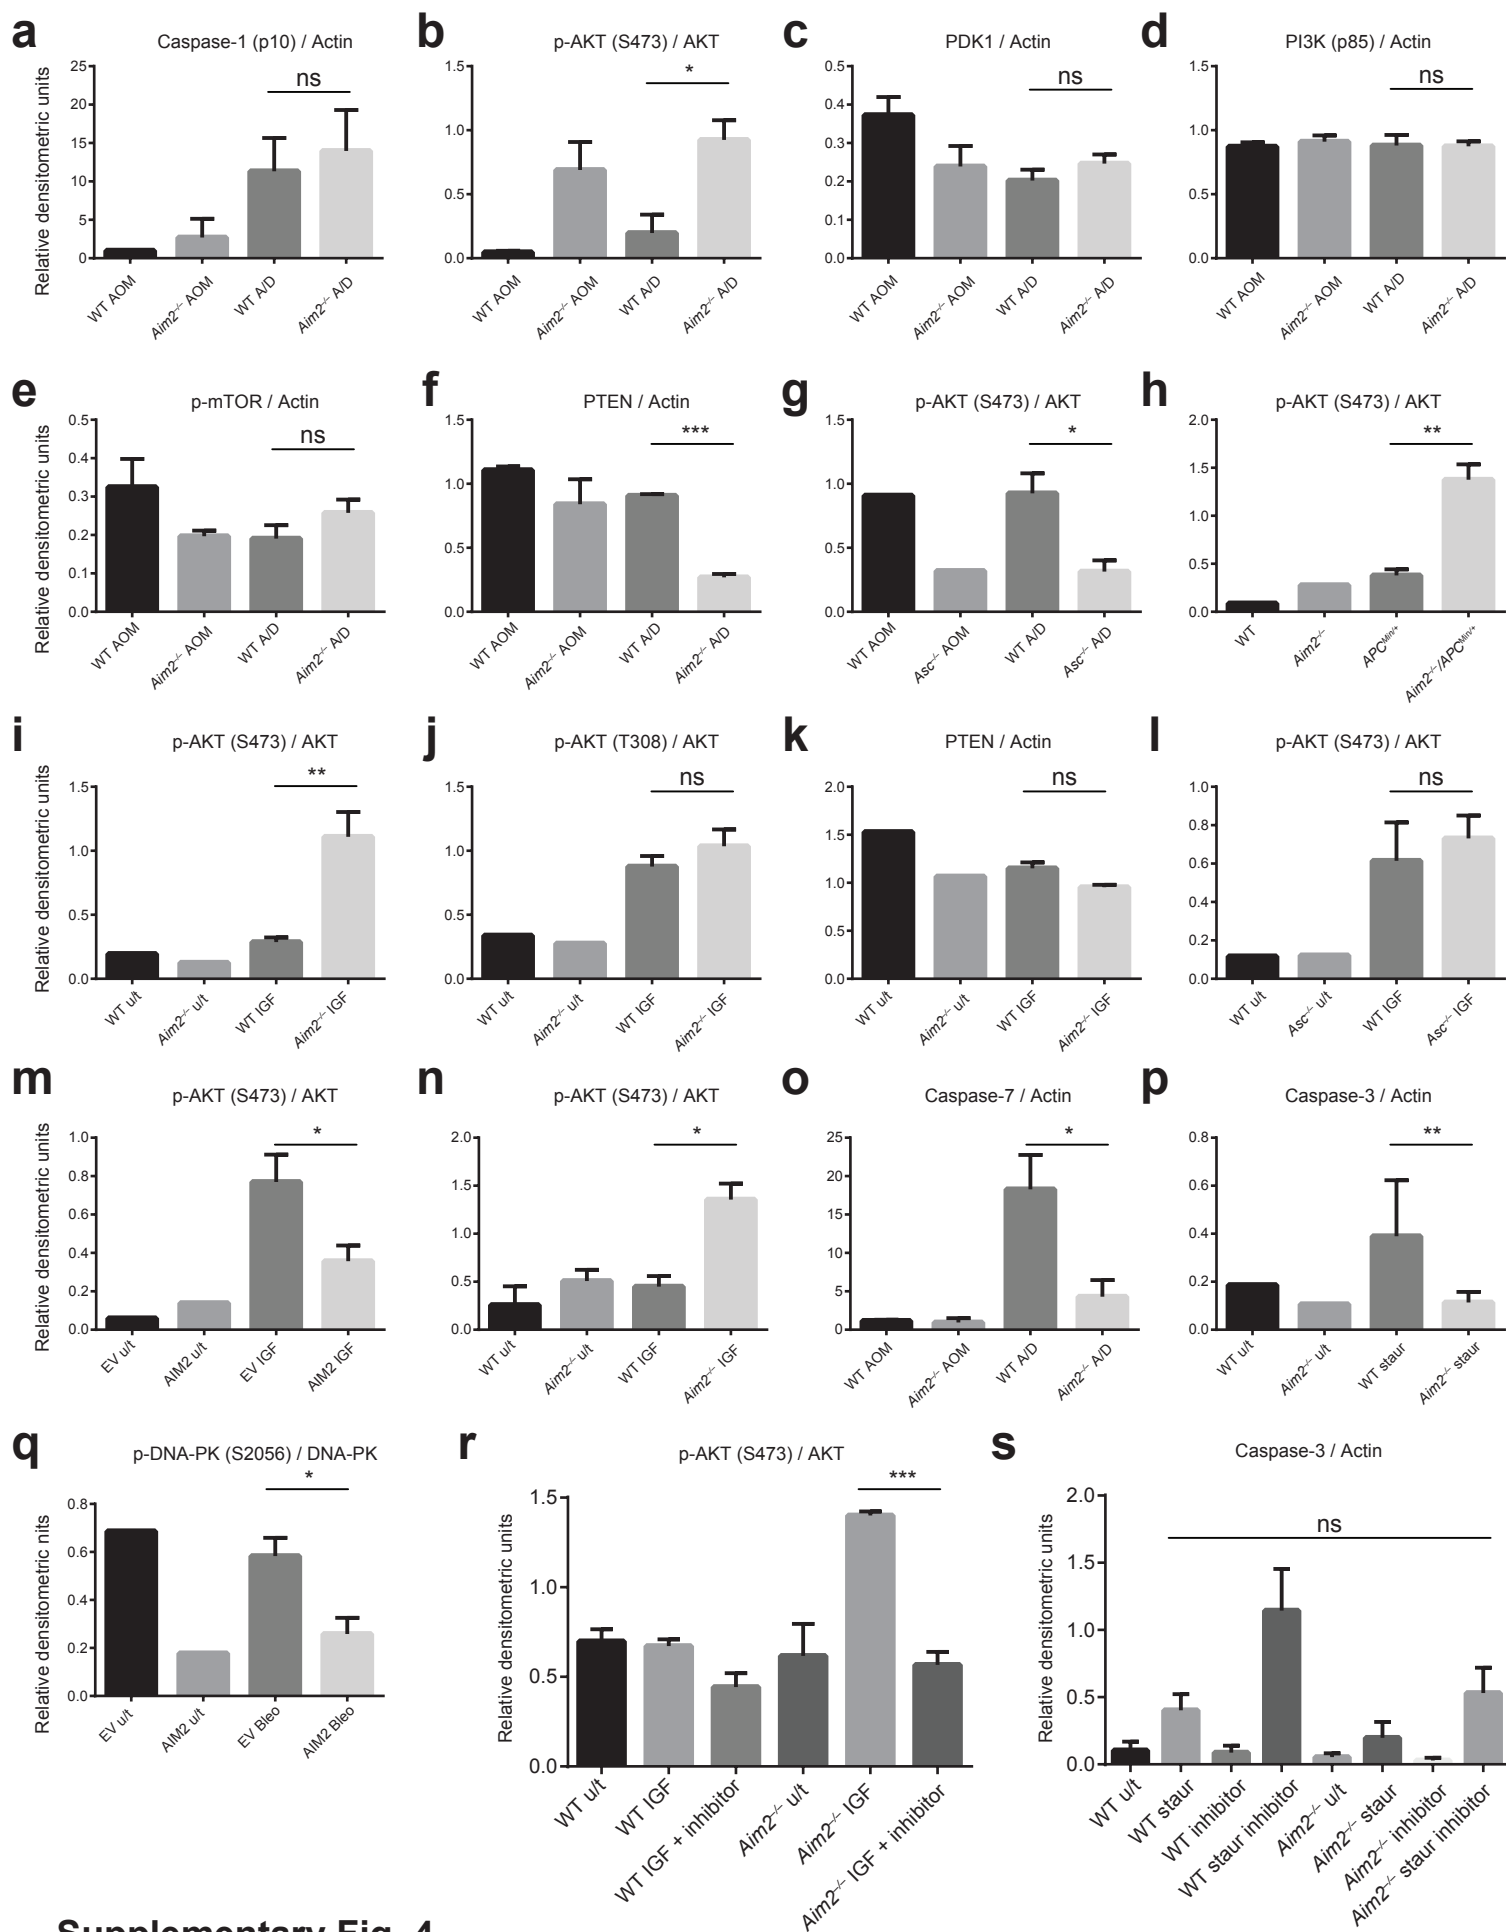 a
Caspase-1 (p10) / Actin
Relative densitometric units
25
20
15
10
5
0
ns
WT AOM
Aim2–/– AOM
WT A/D
Aim2–/– A/D
b
p-AKT (S473) / AKT
1.5
1.0
0.5
0.0
*
WT AOM
Aim2–/– AOM
WT A/D
Aim2–/– A/D
c
PDK1 / Actin
0.5
0.4
0.3
0.2
0.1
0.0
ns
WT AOM
Aim2–/– AOM
WT A/D
Aim2–/– A/D
d
PI3K (p85) / Actin
1.5
1.0
0.5
0.0
ns
WT AOM
Aim2–/– AOM
WT A/D
Aim2–/– A/D
e
p-mTOR / Actin
Relative densitometric units
0.5
0.4
0.3
0.2
0.1
0.0
ns
WT AOM
Aim2–/– AOM
WT A/D
Aim2–/– A/D
f
PTEN / Actin
1.5
1.0
0.5
0.0
***
WT AOM
Aim2–/– AOM
WT A/D
Aim2–/– A/D
g
p-AKT (S473) / AKT
1.5
1.0
0.5
0.0
*
WT AOM
Asc–/– AOM
WT A/D
Asc–/– A/D
h
p-AKT (S473) / AKT
2.0
1.5
1.0
0.5
0.0
**
WT
Aim2–/–
APCMin/+
Aim2–/–/APCMin/+
i
p-AKT (S473) / AKT
Relative densitometric units
1.5
1.0
0.5
0.0
**
WT u/t
Aim2–/– u/t
WT IGF
Aim2–/– IGF
j
p-AKT (T308) / AKT
1.5
1.0
0.5
0.0
ns
WT u/t
Aim2–/– u/t
WT IGF
Aim2–/– IGF
k
PTEN / Actin
2.0
1.5
1.0
0.5
0.0
ns
WT u/t
Aim2–/– u/t
WT IGF
Aim2–/– IGF
l
p-AKT (S473) / AKT
1.0
0.8
0.6
0.4
0.2
0.0
ns
WT u/t
Asc–/– u/t
WT IGF
Asc–/– IGF
m
p-AKT (S473) / AKT
Relative densitometric units
1.0
0.8
0.6
0.4
0.2
0.0
*
EV u/t
AIM2 u/t
EV IGF
AIM2 IGF
n
p-AKT (S473) / AKT
2.0
1.5
1.0
0.5
0.0
*
WT u/t
Aim2–/– u/t
WT IGF
Aim2–/– IGF
o
Caspase-7 / Actin
25
20
15
10
5
0
*
WT AOM
Aim2–/– AOM
WT A/D
Aim2–/– A/D
p
Caspase-3 / Actin
0.8
0.6
0.4
0.2
0.0
**
WT u/t
Aim2–/– u/t
WT staur
Aim2–/– staur
q
p-DNA-PK (S2056) / DNA-PK
Relative densitometric nits
0.8
0.6
0.4
0.2
0.0
*
EV u/t
AIM2 u/t
EV Bleo
AIM2 Bleo
r
p-AKT (S473) / AKT
Relative densitometric units
1.5
1.0
0.5
0.0
***
WT u/t
WT IGF
WT IGF + inhibitor
Aim2–/– u/t
Aim2–/– IGF
Aim2–/– IGF + inhibitor
s
Caspase-3 / Actin
Relative densitometric units
2.0
1.5
1.0
0.5
0.0
ns
WT u/t
WT staur
WT inhibitor
WT staur inhibitor
Aim2–/– u/t
Aim2–/– staur
Aim2–/– inhibitor
Aim2–/– staur inhibitor
Supplementary Fig. 4